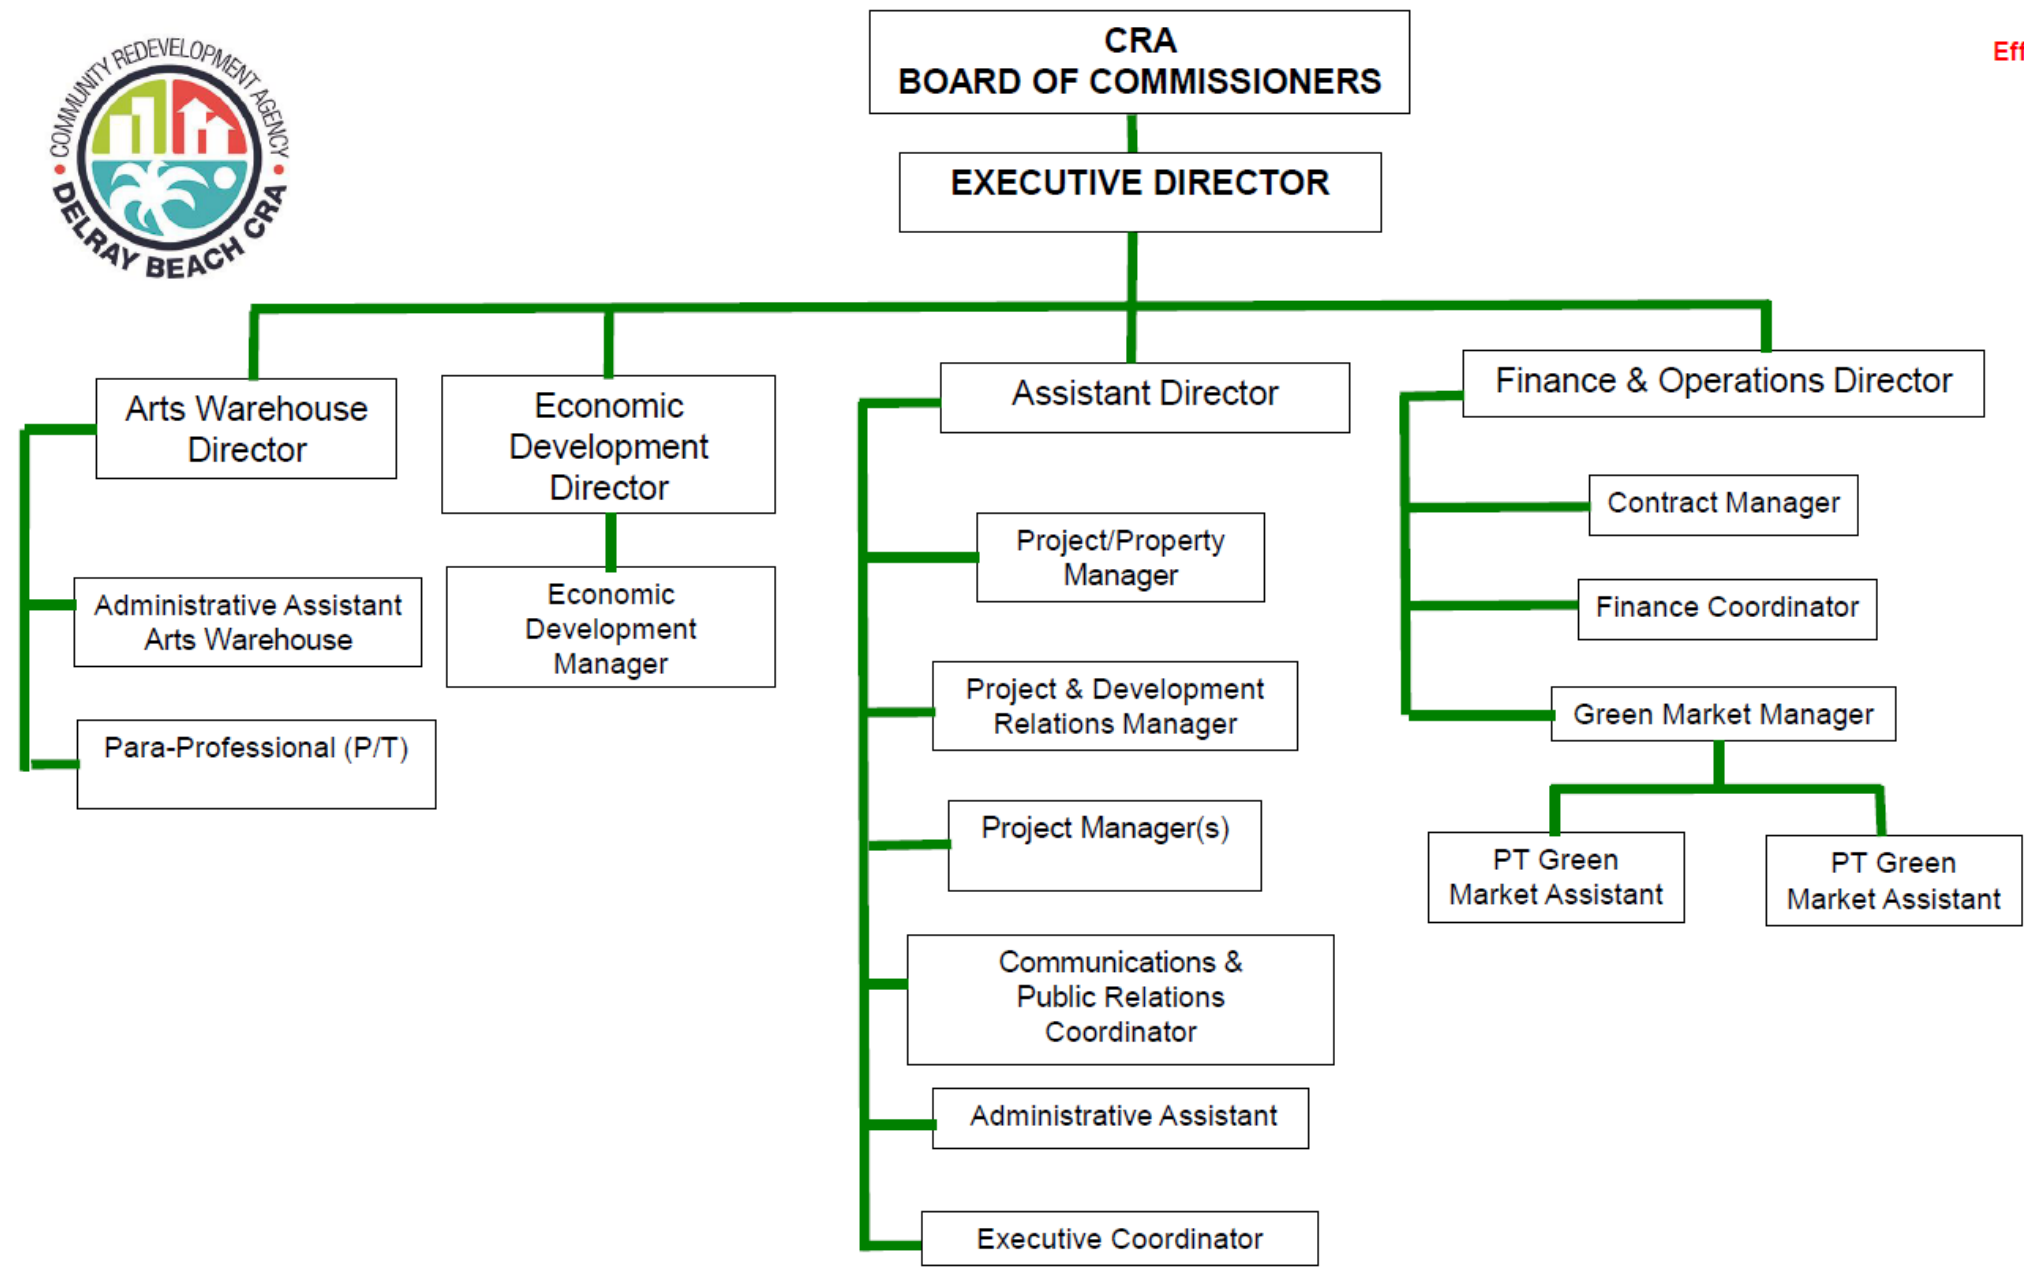 COMMUNITY REDEVELOPMENT AGENCY
DELRAY BEACH CRA
Eff
CRA
BOARD OF COMMISSIONERS
EXECUTIVE DIRECTOR
Arts Warehouse
Director
Administrative Assistant
Arts Warehouse
Para-Professional (P/T)
Economic
Development
Director
Economic
Development
Manager
Assistant Director
Project/Property
Manager
Project & Development
Relations Manager
Project Manager(s)
Communications &
Public Relations
Coordinator
Administrative Assistant
Executive Coordinator
Finance & Operations Director
Contract Manager
Finance Coordinator
Green Market Manager
PT Green
Market Assistant
PT Green
Market Assistant